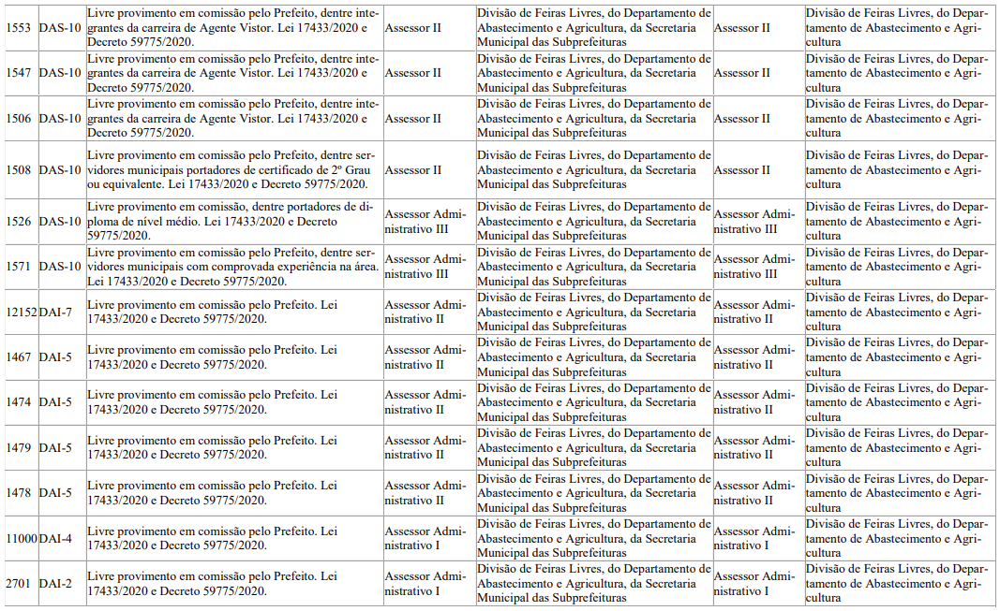 1553 DAS-10 Livre provimento em comissão pelo Prefeito, dentre inte-
grantes da carreira de Agente Vistor. Lei 17433/2020 e
Decreto 59775/2020. Assessor II Divisão de Feiras Livres, do Departamento de
Abastecimento e Agricultura, da Secretaria
Municipal das Subprefeituras Assessor II Divisão de Feiras Livres, do Depar-
tamento de Abastecimento e Agri-
cultura
1547 DAS-10 Livre provimento em comissão pelo Prefeito, dentre inte-
grantes da carreira de Agente Vistor. Lei 17433/2020 e
Decreto 59775/2020. Assessor II Divisão de Feiras Livres, do Departamento de
Abastecimento e Agricultura, da Secretaria
Municipal das Subprefeituras Assessor II Divisão de Feiras Livres, do Depar-
tamento de Abastecimento e Agri-
cultura
1506 DAS-10 Livre provimento em comissão pelo Prefeito, dentre inte-
grantes da carreira de Agente Vistor. Lei 17433/2020 e
Decreto 59775/2020. Assessor II Divisão de Feiras Livres, do Departamento de
Abastecimento e Agricultura, da Secretaria
Municipal das Subprefeituras Assessor II Divisão de Feiras Livres, do Depar-
tamento de Abastecimento e Agri-
cultura
1508 DAS-10 Livre provimento em comissão pelo Prefeito, dentre ser-
vidores municipais portadores de certificado de 2º Grau
ou equivalente. Lei 17433/2020 e Decreto 59775/2020. Assessor II Divisão de Feiras Livres, do Departamento de
Abastecimento e Agricultura, da Secretaria
Municipal das Subprefeituras Assessor II Divisão de Feiras Livres, do Depar-
tamento de Abastecimento e Agri-
cultura
1526 DAS-10 Livre provimento em comissão, dentre portadores de di-
ploma de nível médio. Lei 17433/2020 e Decreto
59775/2020. Assessor Admi-
nistrativo III Divisão de Feiras Livres, do Departamento de
Abastecimento e Agricultura, da Secretaria
Municipal das Subprefeituras Assessor Admi-
nistrativo III Divisão de Feiras Livres, do Depar-
tamento de Abastecimento e Agri-
cultura
1571 DAS-10 Livre provimento em comissão pelo Prefeito, dentre ser-
vidores municipais com comprovada experiência na área.
Lei 17433/2020 e Decreto 59775/2020. Assessor Admi-
nistrativo III Divisão de Feiras Livres, do Departamento de
Abastecimento e Agricultura, da Secretaria
Municipal das Subprefeituras Assessor Admi-
nistrativo III Divisão de Feiras Livres, do Depar-
tamento de Abastecimento e Agri-
cultura
12152 DAI-7 Livre provimento em comissão pelo Prefeito. Lei
17433/2020 e Decreto 59775/2020. Assessor Admi-
nistrativo II Divisão de Feiras Livres, do Departamento de
Abastecimento e Agricultura, da Secretaria
Municipal das Subprefeituras Assessor Admi-
nistrativo II Divisão de Feiras Livres, do Depar-
tamento de Abastecimento e Agri-
cultura
1467 DAI-5 Livre provimento em comissão pelo Prefeito. Lei
17433/2020 e Decreto 59775/2020. Assessor Admi-
nistrativo II Divisão de Feiras Livres, do Departamento de
Abastecimento e Agricultura, da Secretaria
Municipal das Subprefeituras Assessor Admi-
nistrativo II Divisão de Feiras Livres, do Depar-
tamento de Abastecimento e Agri-
cultura
1474 DAI-5 Livre provimento em comissão pelo Prefeito. Lei
17433/2020 e Decreto 59775/2020. Assessor Admi-
nistrativo II Divisão de Feiras Livres, do Departamento de
Abastecimento e Agricultura, da Secretaria
Municipal das Subprefeituras Assessor Admi-
nistrativo II Divisão de Feiras Livres, do Depar-
tamento de Abastecimento e Agri-
cultura
1479 DAI-5 Livre provimento em comissão pelo Prefeito. Lei
17433/2020 e Decreto 59775/2020. Assessor Admi-
nistrativo II Divisão de Feiras Livres, do Departamento de
Abastecimento e Agricultura, da Secretaria
Municipal das Subprefeituras Assessor Admi-
nistrativo II Divisão de Feiras Livres, do Depar-
tamento de Abastecimento e Agri-
cultura
1478 DAI-5 Livre provimento em comissão pelo Prefeito. Lei
17433/2020 e Decreto 59775/2020. Assessor Admi-
nistrativo II Divisão de Feiras Livres, do Departamento de
Abastecimento e Agricultura, da Secretaria
Municipal das Subprefeituras Assessor Admi-
nistrativo II Divisão de Feiras Livres, do Depar-
tamento de Abastecimento e Agri-
cultura
11000 DAI-4 Livre provimento em comissão pelo Prefeito. Lei
17433/2020 e Decreto 59775/2020. Assessor Admi-
nistrativo I Divisão de Feiras Livres, do Departamento de
Abastecimento e Agricultura, da Secretaria
Municipal das Subprefeituras Assessor Admi-
nistrativo I Divisão de Feiras Livres, do Depar-
tamento de Abastecimento e Agri-
cultura
2701 DAI-2 Livre provimento em comissão pelo Prefeito. Lei
17433/2020 e Decreto 59775/2020. Assessor Admi-
nistrativo I Divisão de Feiras Livres, do Departamento de
Abastecimento e Agricultura, da Secretaria
Municipal das Subprefeituras Assessor Admi-
nistrativo I Divisão de Feiras Livres, do Depar-
tamento de Abastecimento e Agri-
cultura